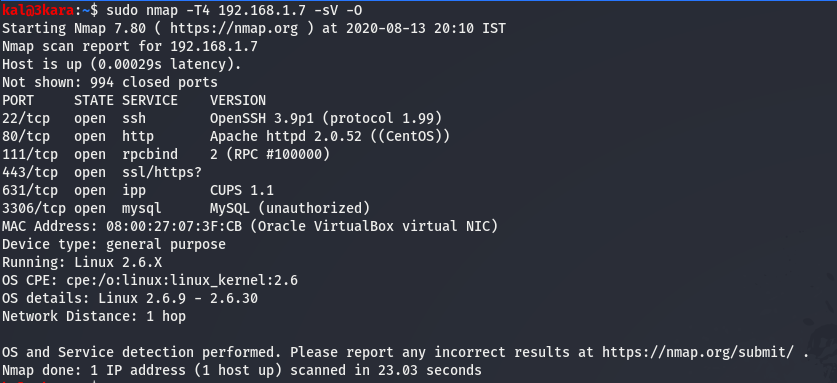 kal@3kara:~$ sudo nmap -T4 192.168.1.7 -sV -O
Starting Nmap 7.80 ( https://nmap.org ) at 2020-08-13 20:10 IST
Nmap scan report for 192.168.1.7
Host is up (0.00029s latency).
Not shown: 994 closed ports
PORT     STATE SERVICE    VERSION
22/tcp   open  ssh        OpenSSH 3.9p1 (protocol 1.99)
80/tcp   open  http       Apache httpd 2.0.52 ((CentOS))
111/tcp  open  rpcbind    2 (RPC #100000)
443/tcp  open  ssl/https?
631/tcp  open  ipp        CUPS 1.1
3306/tcp open  mysql      MySQL (unauthorized)
MAC Address: 08:00:27:07:3F:CB (Oracle VirtualBox virtual NIC)
Device type: general purpose
Running: Linux 2.6.X
OS CPE: cpe:/o:linux:linux_kernel:2.6
OS details: Linux 2.6.9 - 2.6.30
Network Distance: 1 hop

OS and Service detection performed. Please report any incorrect results at https://nmap.org/submit/ .
Nmap done: 1 IP address (1 host up) scanned in 23.03 seconds